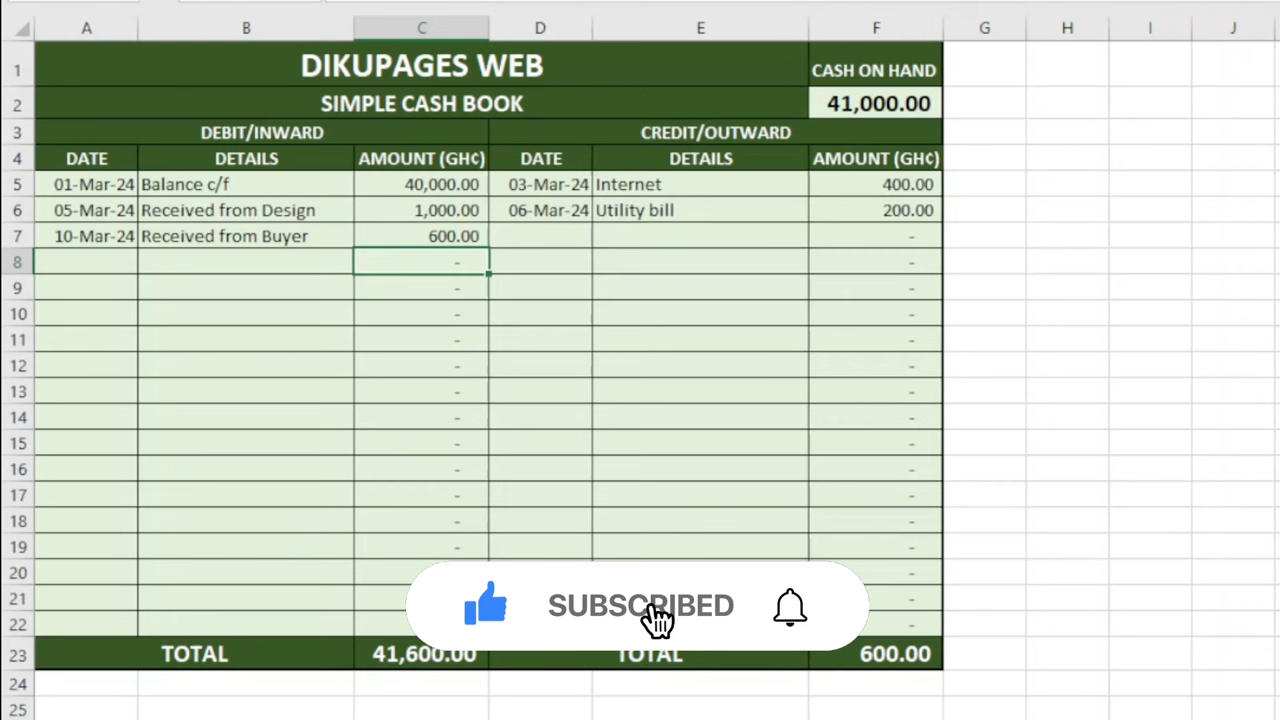 A B C D E F G H I J
1 DIKUPAGES WEB CASH ON HAND
2 SIMPLE CASH BOOK 41,000.00
3 DEBIT/INWARD CREDIT/OUTWARD
4 DATE DETAILS AMOUNT (GH¢) DATE DETAILS AMOUNT (GH¢)
5 01-Mar-24 Balance c/f 40,000.00 03-Mar-24 Internet 400.00
6 05-Mar-24 Received from Design 1,000.00 06-Mar-24 Utility bill 200.00
7 10-Mar-24 Received from Buyer 600.00 -
8 - -
9 - -
10 - -
11 - -
12 - -
13 - -
14 - -
15 - -
16 - -
17 - -
18 - -
19 - -
20 -
21 -
22 -
SUBSCRIBED
23 TOTAL 41,600.00 TOTAL 600.00
24
25